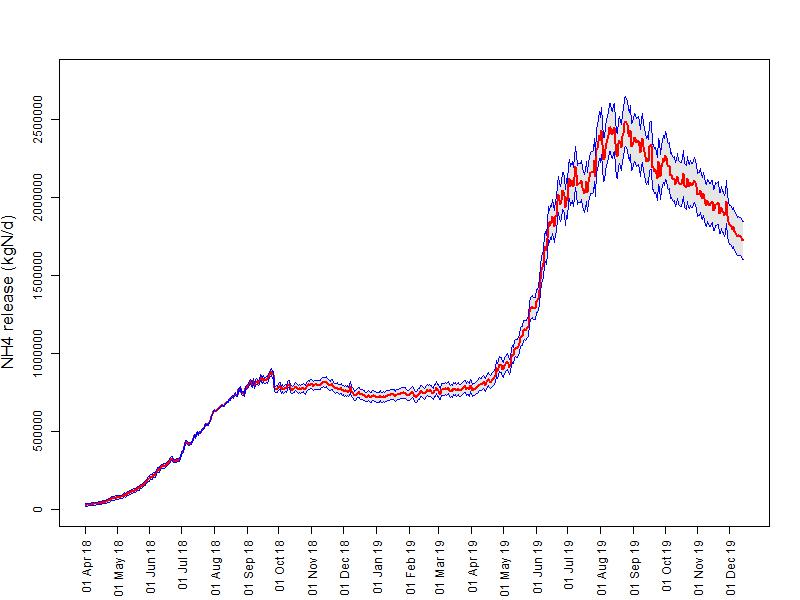 NH4 release (kgN/d)
2500000
2000000
1500000
1000000
500000
0
01 Apr 18
01 May 18
01 Jun 18
01 Jul 18
01 Aug 18
01 Sep 18
01 Oct 18
01 Nov 18
01 Dec 18
01 Jan 19
01 Feb 19
01 Mar 19
01 Apr 19
01 May 19
01 Jun 19
01 Jul 19
01 Aug 19
01 Sep 19
01 Oct 19
01 Nov 19
01 Dec 19